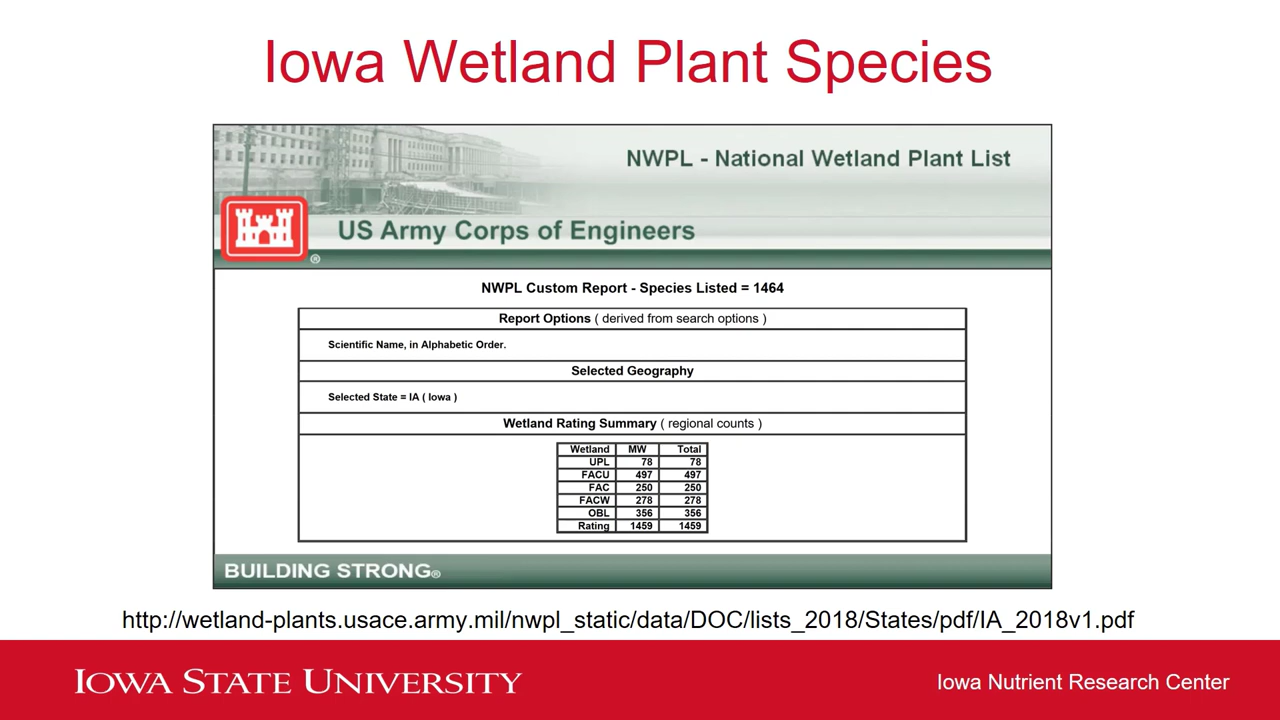 Iowa Wetland Plant Species
NWPL - National Wetland Plant List
US Army Corps of Engineers
®
NWPL Custom Report - Species Listed = 1464
Report Options ( derived from search options )
Scientific Name, in Alphabetic Order.
Selected Geography
Selected State = IA ( Iowa )
Wetland Rating Summary ( regional counts )
Wetland MW Total
UPL 78 78
FACU 497 497
FAC 250 250
FACW 278 278
OBL 356 356
Rating 1459 1459
BUILDING STRONG®
http://wetland-plants.usace.army.mil/nwpl_static/data/DOC/lists_2018/States/pdf/IA_2018v1.pdf
IOWA STATE UNIVERSITY
Iowa Nutrient Research Center